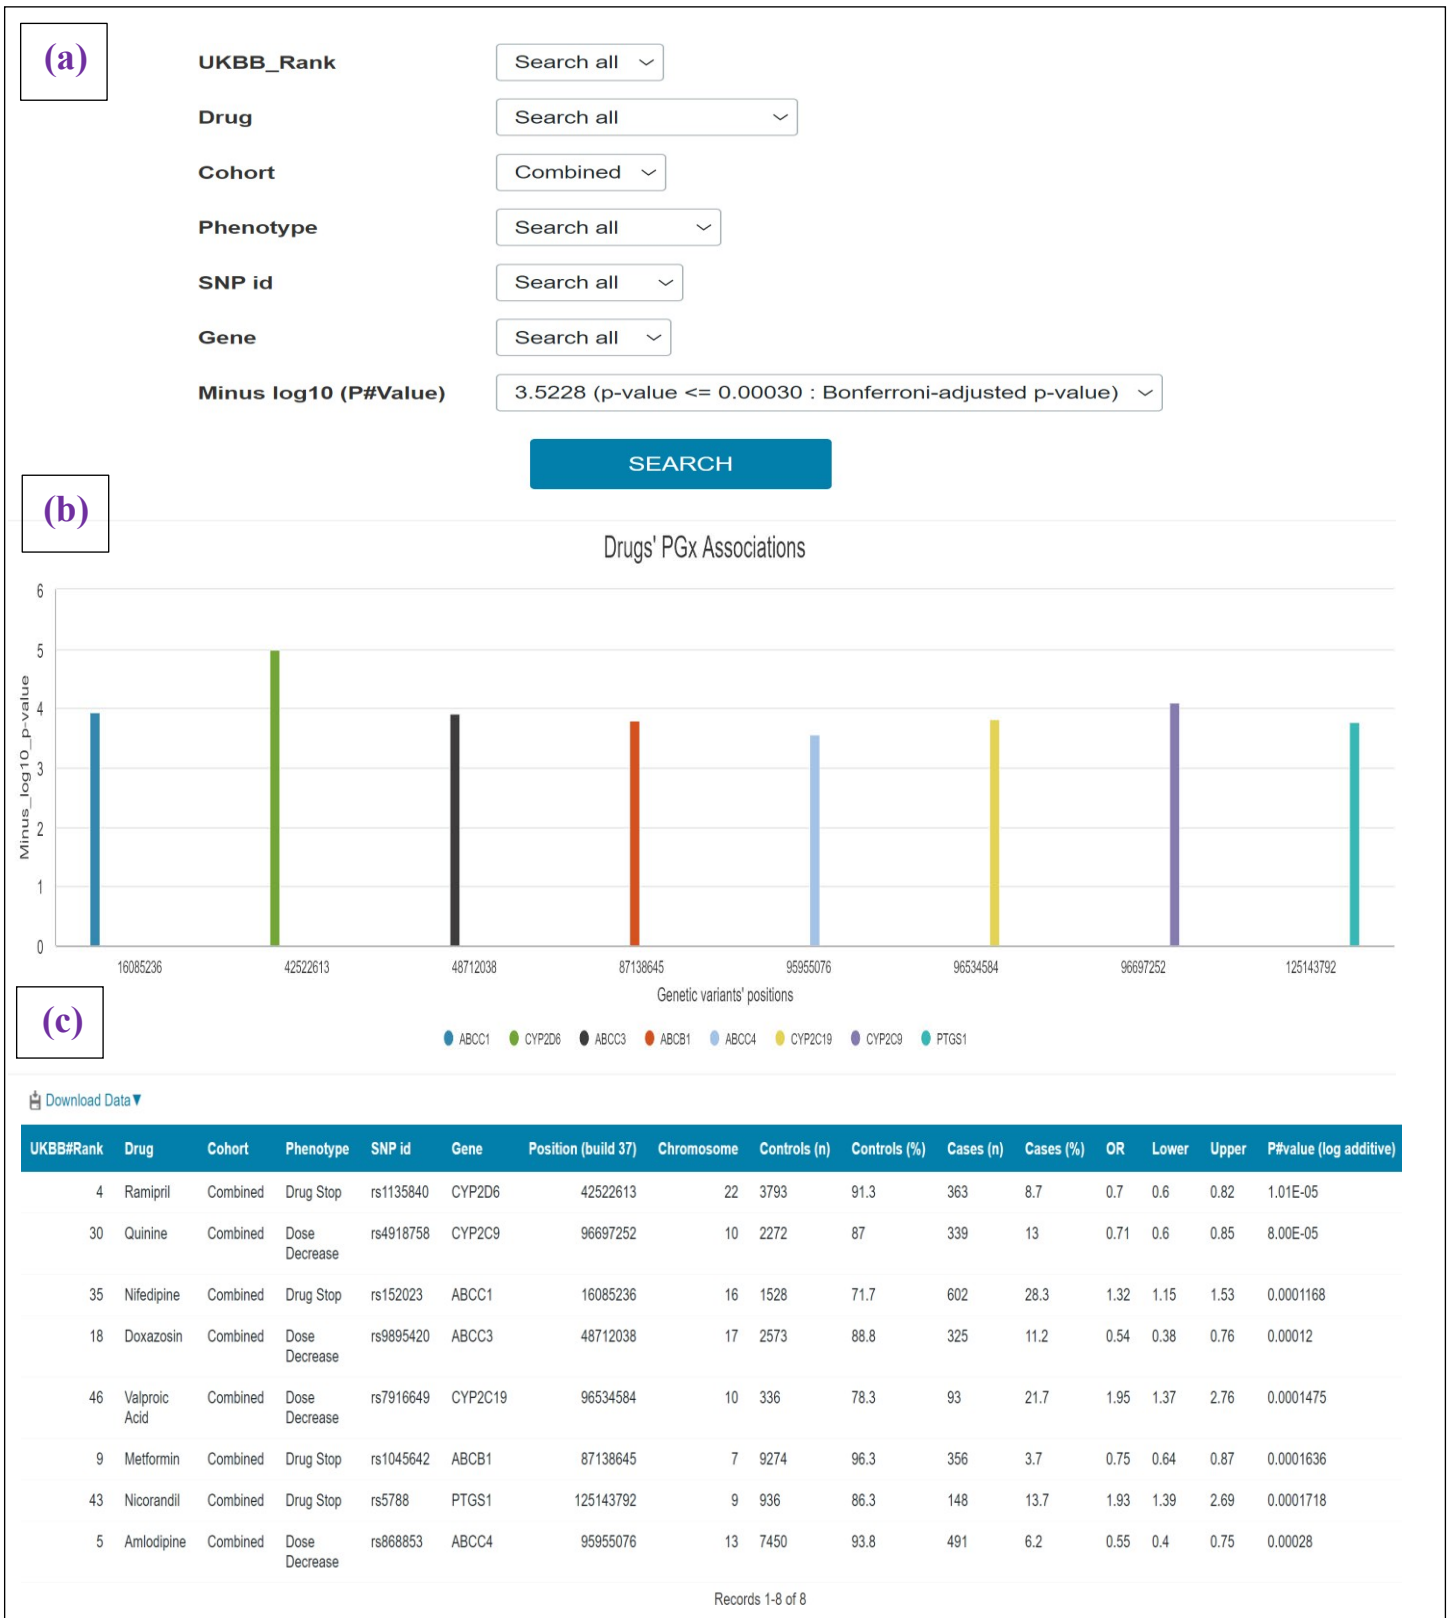 (a)
UKBB_Rank Search all
Drug Search all
Cohort Combined
Phenotype Search all
SNP id Search all
Gene Search all
Minus log10 (P#Value) 3.5228 (p-value <= 0.00030 : Bonferroni-adjusted p-value)
SEARCH
(b)
Drugs' PGx Associations
Minus_log10_p-value
6
5
4
3
2
1
0
16085236 42522613 48712038 87138645 95955076 96534584 96697252 125143792
Genetic variants' positions
ABCC1 CYP2D6 ABCC3 ABCB1 ABCC4 CYP2C19 CYP2C9 PTGS1
(c)
Download Data▼
UKBB#Rank Drug Cohort Phenotype SNP id Gene Position (build 37) Chromosome Controls (n) Controls (%) Cases (n) Cases (%) OR Lower Upper P#value (log additive)
4 Ramipril Combined Drug Stop rs1135840 CYP2D6 42522613 22 3793 91.3 363 8.7 0.7 0.6 0.82 1.01E-05
30 Quinine Combined Dose rs4918758 CYP2C9 96697252 10 2272 87 339 13 0.71 0.6 0.85 8.00E-05
Decrease
35 Nifedipine Combined Drug Stop rs152023 ABCC1 16085236 16 1528 71.7 602 28.3 1.32 1.15 1.53 0.0001168
18 Doxazosin Combined Dose rs9895420 ABCC3 48712038 17 2573 88.8 325 11.2 0.54 0.38 0.76 0.00012
Decrease
46 Valproic Combined Dose rs7916649 CYP2C19 96534584 10 336 78.3 93 21.7 1.95 1.37 2.76 0.0001475
Acid Decrease
9 Metformin Combined Drug Stop rs1045642 ABCB1 87138645 7 9274 96.3 356 3.7 0.75 0.64 0.87 0.0001636
43 Nicorandil Combined Drug Stop rs5788 PTGS1 125143792 9 936 86.3 148 13.7 1.93 1.39 2.69 0.0001718
5 Amlodipine Combined Dose rs868853 ABCC4 95955076 13 7450 93.8 491 6.2 0.55 0.4 0.75 0.00028
Decrease
Records 1-8 of 8